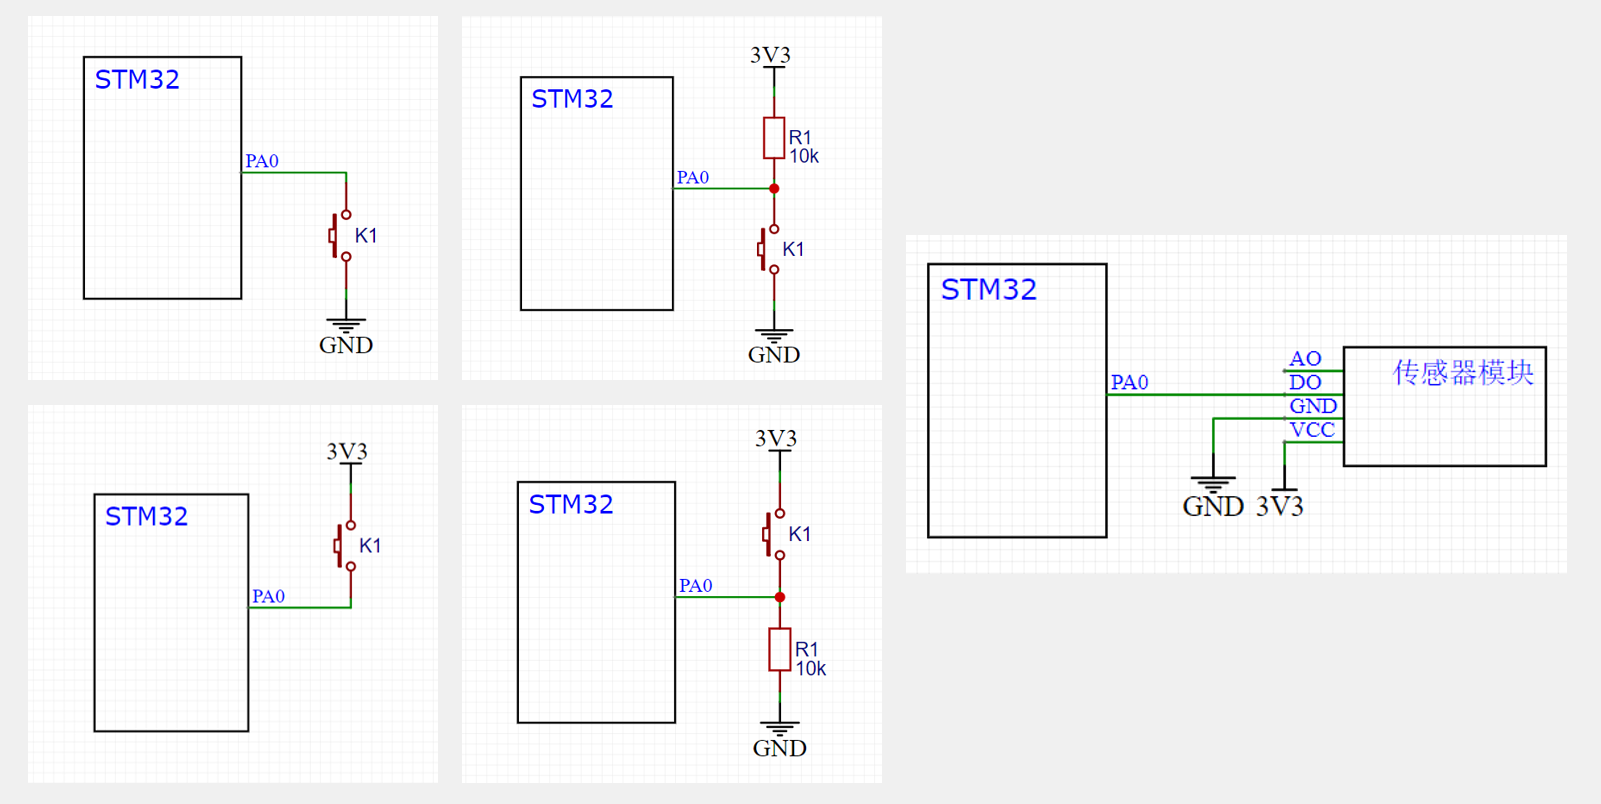 STM32
PA0
K1
GND
3V3
STM32
R1
10k
PA0
K1
GND
3V3
STM32
K1
PA0
3V3
STM32
K1
PA0
R1
10k
GND
STM32
PA0
AO
DO
GND
VCC
传感器模块
GND
3V3